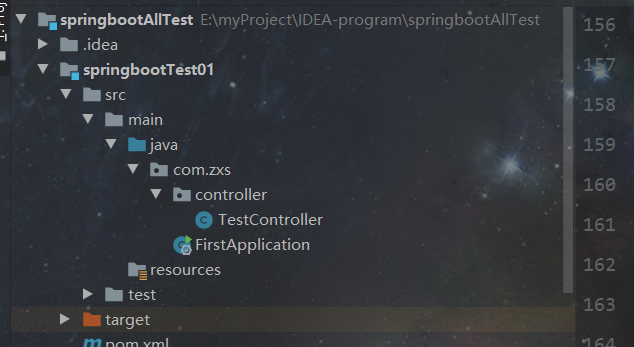 springbootAllTest E:\myProject\IDEA-program\springbootAllTest
.idea
springbootTest01
src
main
java
com.zxs
controller
TestController
FirstApplication
resources
test
target
pom.xml
156
157
158
159
160
161
162
163
164